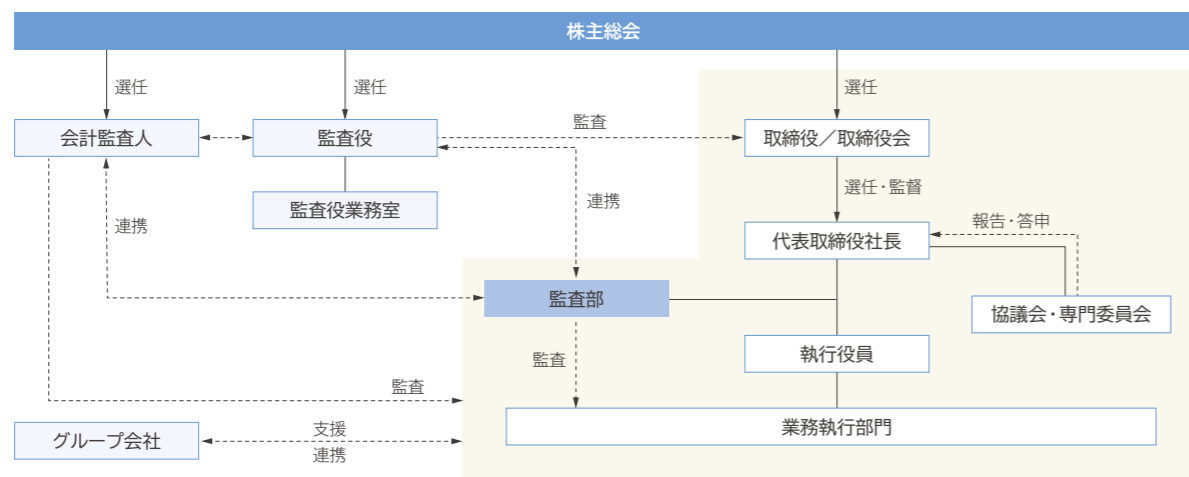 株主総会
選任
選任
選任
会計監査人
監査役
監査
取締役／取締役会
選任・監督
監査役業務室
連携
連携
報告・答申
代表取締役社長
監査部
協議会・専門委員会
執行役員
監査
監査
業務執行部門
グループ会社
支援
連携